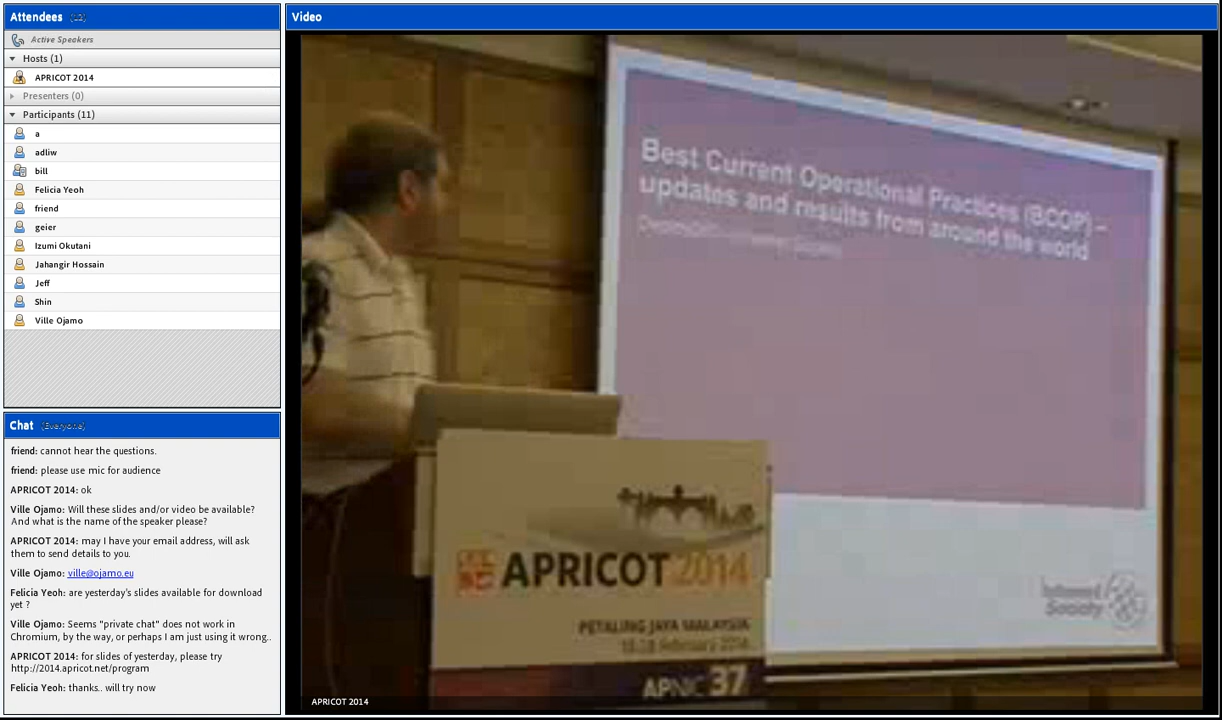 Attendees (12)
Active Speakers
Hosts (1)
APRICOT 2014
Presenters (0)
Participants (11)
a
adliw
bill
Felicia Yeoh
friend
geier
Izumi Okutani
Jahangir Hossain
Jeff
Shin
Ville Ojamo
Chat (Everyone)
friend: cannot hear the questions.
friend: please use mic for audience
APRICOT 2014: ok
Ville Ojamo: Will these slides and/or video be available?
And what is the name of the speaker please?
APRICOT 2014: may I have your email address, will ask
them to send details to you.
Ville Ojamo: ville@ojamo.eu
Felicia Yeoh: are yesterday's slides available for download
yet ?
Ville Ojamo: Seems "private chat" does not work in
Chromium, by the way, or perhaps I am just using it wrong..
APRICOT 2014: for slides of yesterday, please try
http://2014.apricot.net/program
Felicia Yeoh: thanks.. will try now
Video
Best Current Operational Practices (BCOP) –
updates and results from around the world
Internet
Society
APRICOT 2014
PETALING JAYA MALAYSIA
February 2014
APNIC 37
APRICOT 2014